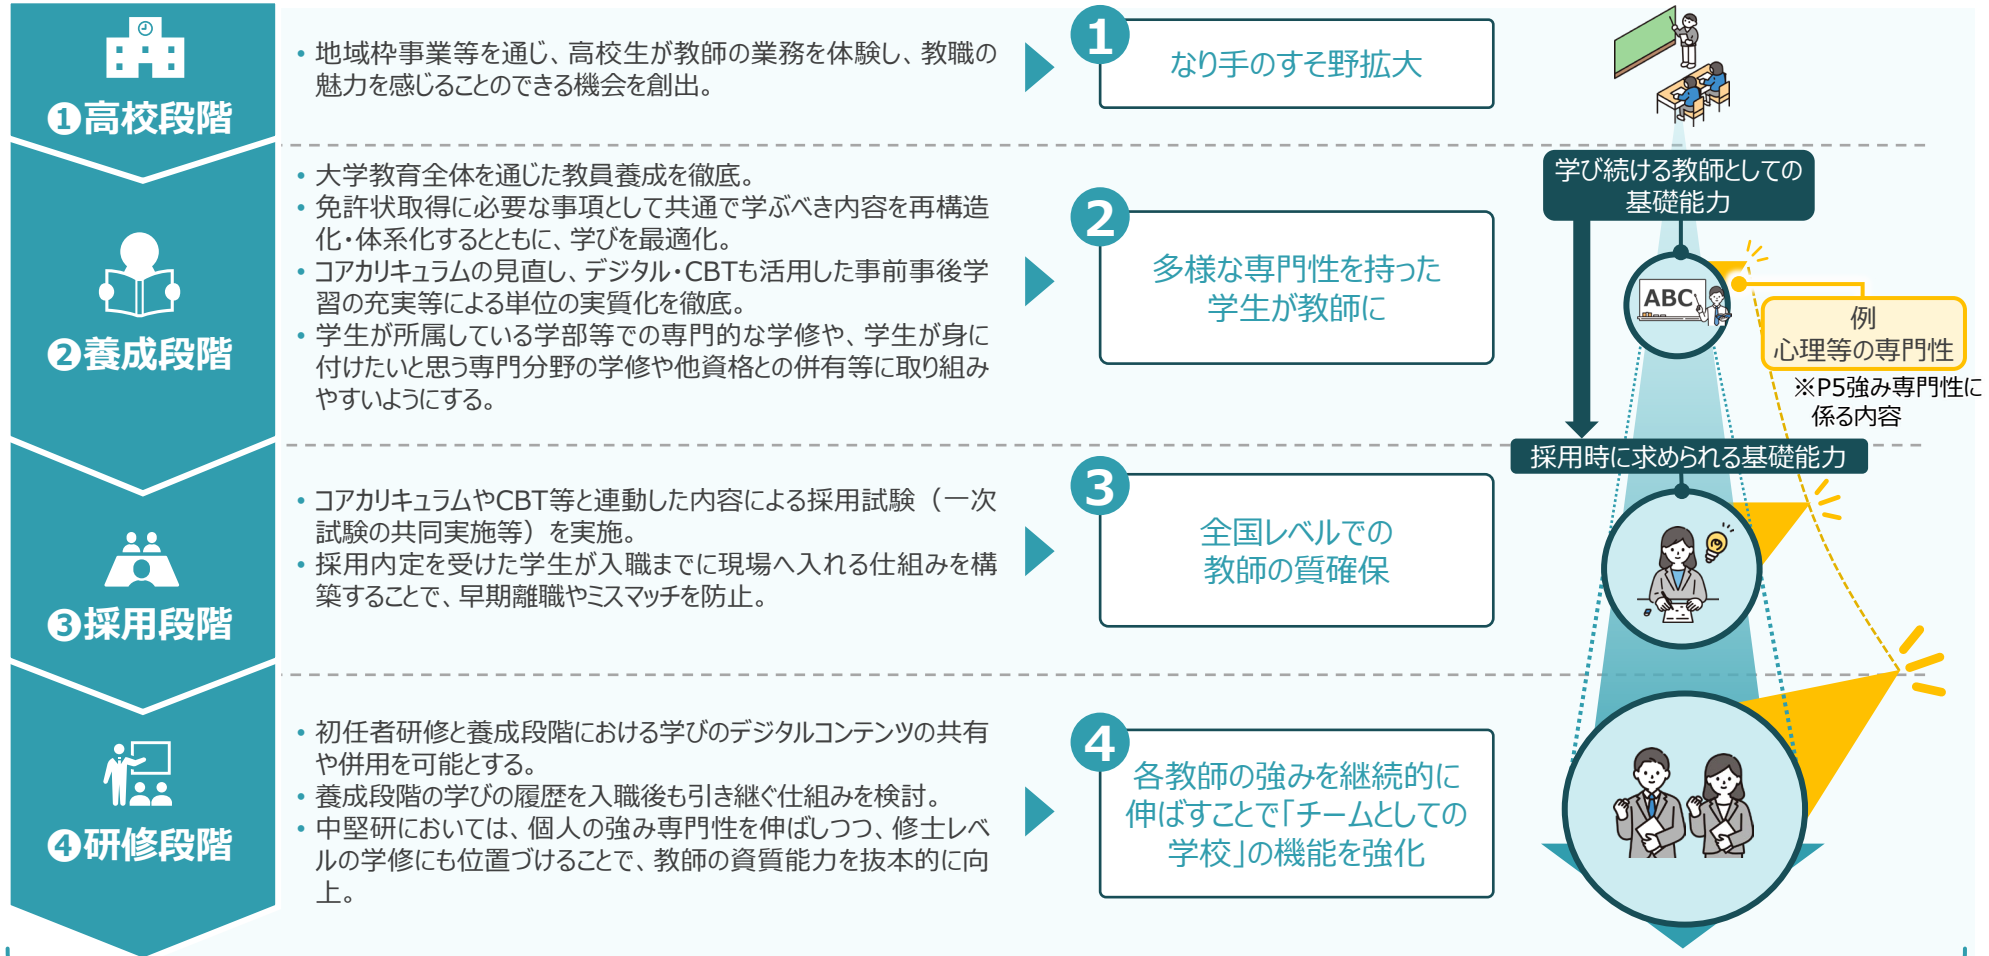 ❶高校段階
• 地域枠事業等を通じ、高校生が教師の業務を体験し、教職の
魅力を感じることのできる機会を創出。
1
なり手のすそ野拡大
❷養成段階
• 大学教育全体を通じた教員養成を徹底。
• 免許状取得に必要な事項として共通で学ぶべき内容を再構造
化・体系化するとともに、学びを最適化。
• コアカリキュラムの見直し、デジタル・CBTも活用した事前事後学
習の充実等による単位の実質化を徹底。
• 学生が所属している学部等での専門的な学修や、学生が身に
付けたいと思う専門分野の学修や他資格との併有等に取り組み
やすいようにする。
2
多様な専門性を持った
学生が教師に
学び続ける教師としての
基礎能力
ABC
例
心理等の専門性
※P5強み専門性に
係る内容
❸採用段階
• コアカリキュラムやCBT等と連動した内容による採用試験（一次
試験の共同実施等）を実施。
• 採用内定を受けた学生が入職までに現場へ入れる仕組みを構
築することで、早期離職やミスマッチを防止。
3
全国レベルでの
教師の質確保
採用時に求められる基礎能力
❹研修段階
• 初任者研修と養成段階における学びのデジタルコンテンツの共有
や併用を可能とする。
• 養成段階の学びの履歴を入職後も引き継ぐ仕組みを検討。
• 中堅研においては、個人の強み専門性を伸ばしつつ、修士レベ
ルの学修にも位置づけることで、教師の資質能力を抜本的に向
上。
4
各教師の強みを継続的に
伸ばすことで「チームとしての
学校」の機能を強化